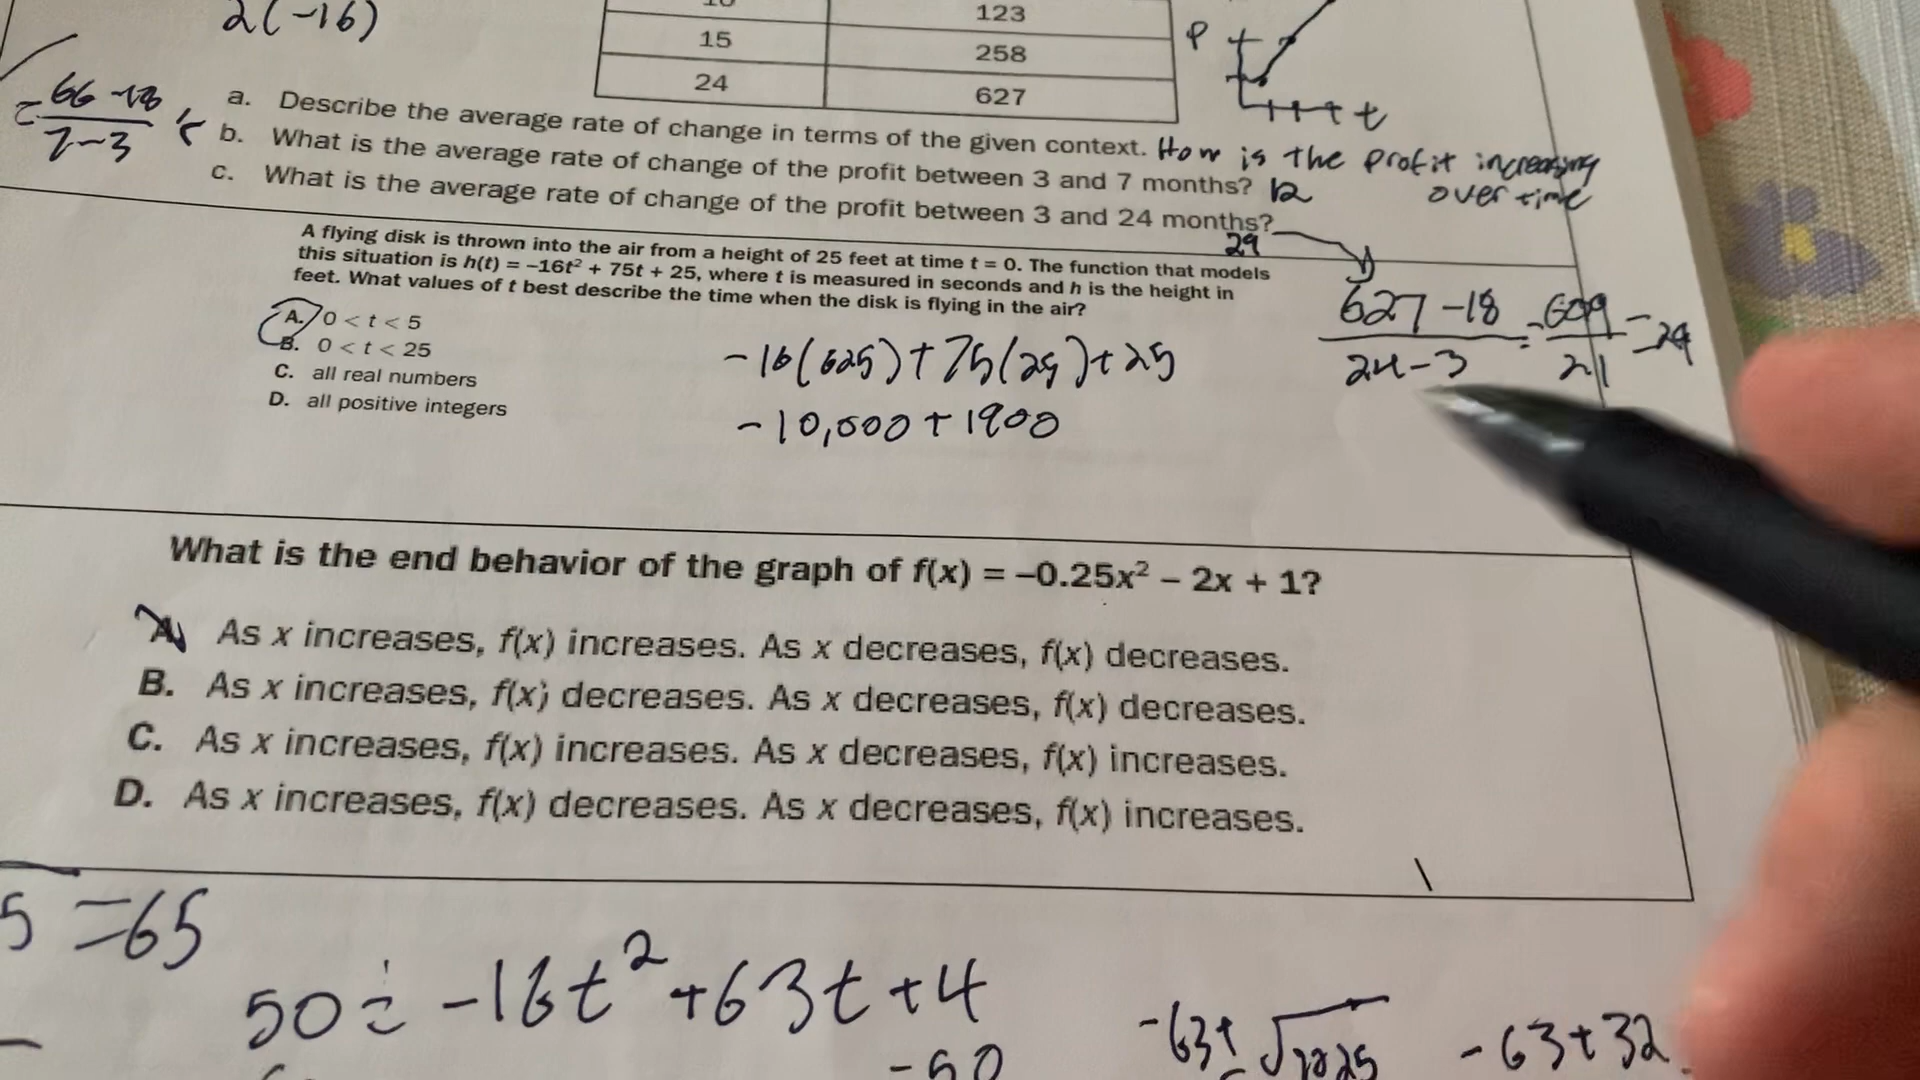 2(-16)
123
15 258
24 627
P
t
= 66-18
7-3
a. Describe the average rate of change in terms of the given context. How is the profit increasing
over time
b. What is the average rate of change of the profit between 3 and 7 months? 12
c. What is the average rate of change of the profit between 3 and 24 months?
29
A flying disk is thrown into the air from a height of 25 feet at time t = 0. The function that models
this situation is h(t) = −16t² + 75t + 25, where t is measured in seconds and h is the height in
feet. What values of t best describe the time when the disk is flying in the air?
A. 0 < t < 5
B. 0 < t < 25
C. all real numbers
D. all positive integers
-16(625)+75(25)+25
-10,000+1900
627-18 = 609 = 29
24-3 21
What is the end behavior of the graph of f(x) = −0.25x² − 2x + 1?
A. As x increases, f(x) increases. As x decreases, f(x) decreases.
B. As x increases, f(x) decreases. As x decreases, f(x) decreases.
C. As x increases, f(x) increases. As x decreases, f(x) increases.
D. As x increases, f(x) decreases. As x decreases, f(x) increases.
5 =65
50 = -16t²+63t+4
-50
-63+32